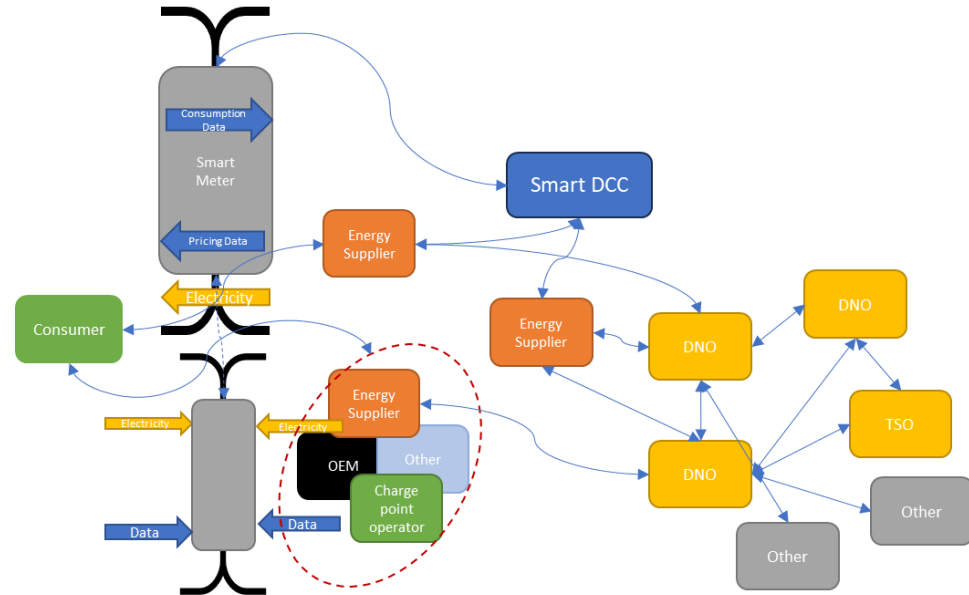 Consumption
Data
Smart
Meter
Pricing Data
Electricity
Consumer
Energy
Supplier
Smart DCC
Energy
Supplier
DNO
DNO
TSO
DNO
Other
Other
Energy
Supplier
OEM
Other
Charge
point
operator
Electricity
Electricity
Data
Data